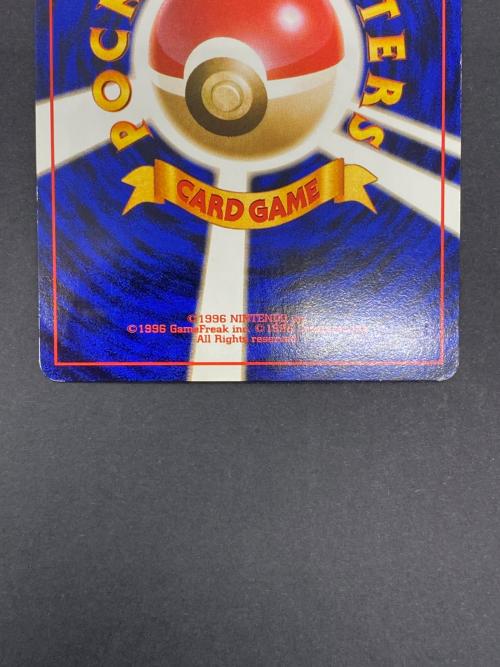 POCK
TERS
CARD GAME
©1996 NINTENDO
©1996 GameFreak inc. ©1996
All Rights reserved